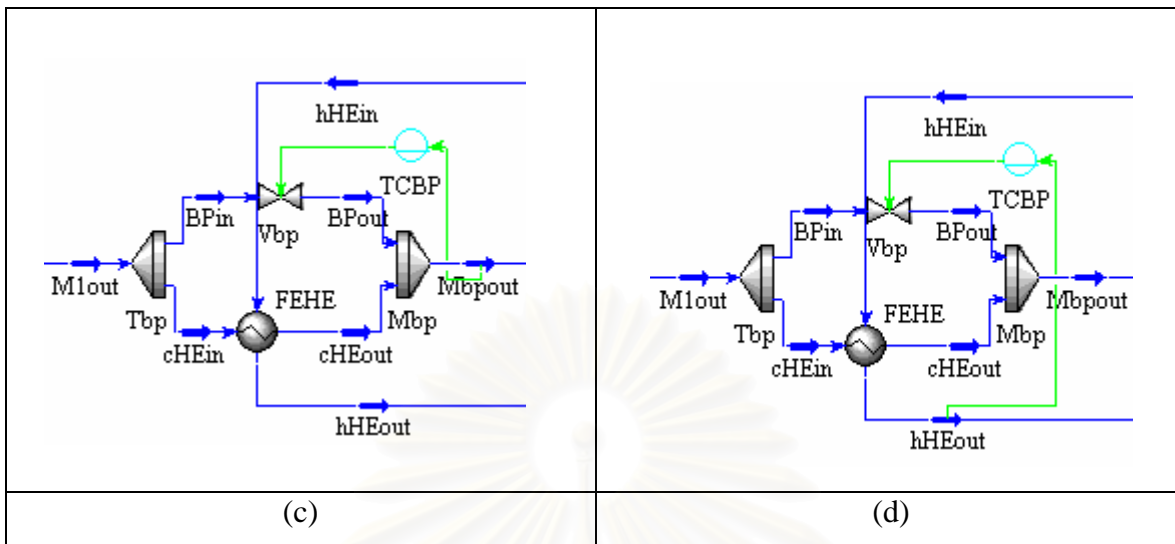 hHEin
TCBP
BPin
Vbp
BPout
M1out
Tbp
FEHE
Mbp
Mbpout
cHEin
cHEout
hHEout
(c)
hHEin
TCBP
BPin
Vbp
BPout
M1out
Tbp
FEHE
Mbp
Mbpout
cHEin
cHEout
hHEout
(d)